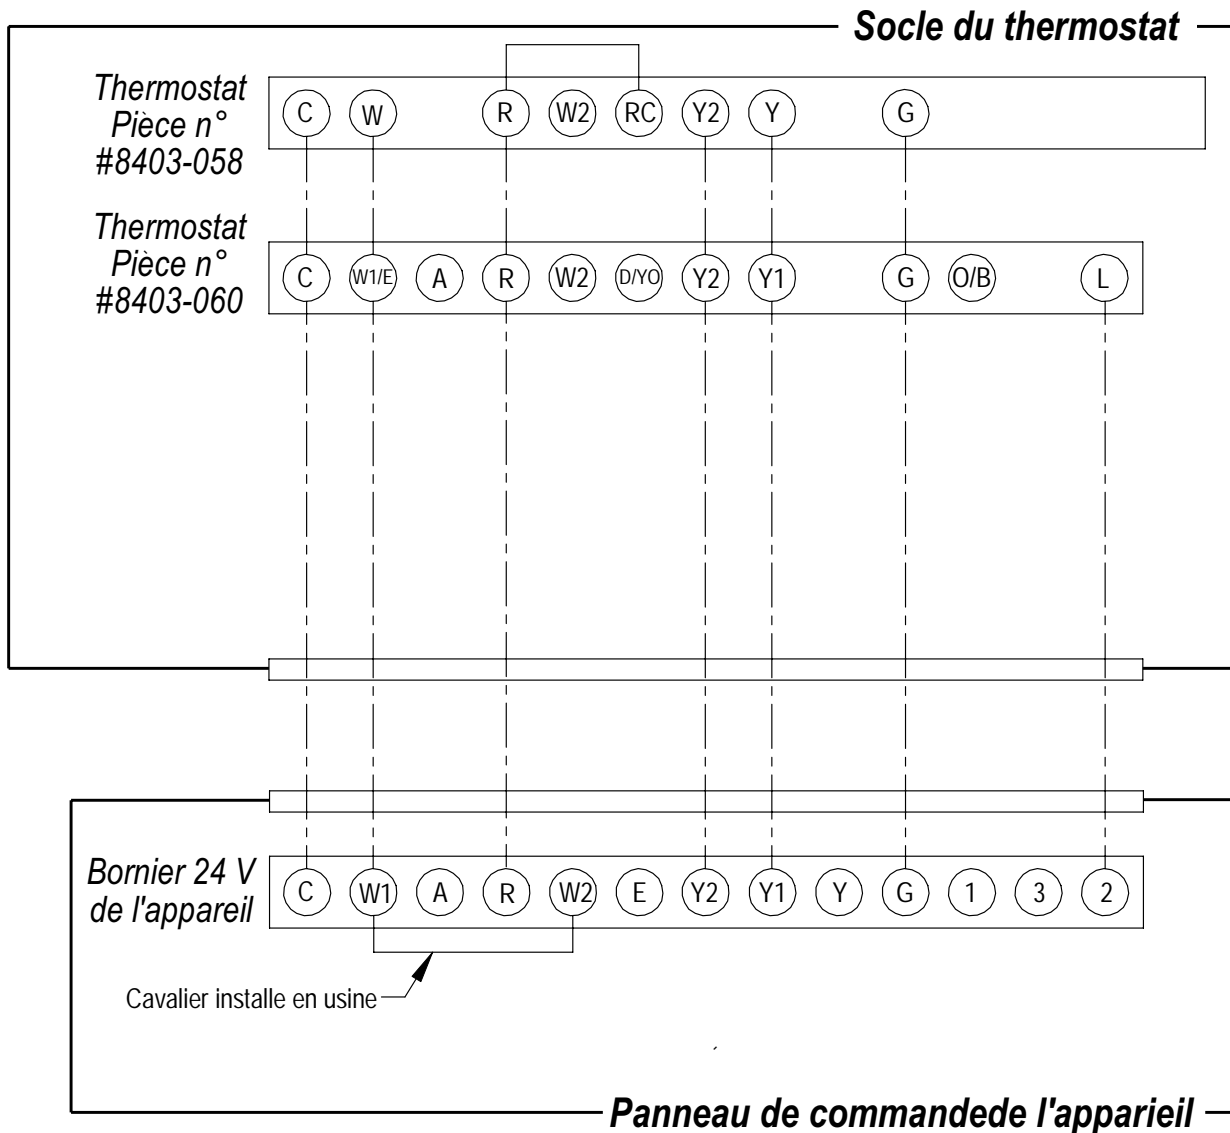 Socle du thermostat
Thermostat
Pièce n°
#8403-058
C W R W2 RC Y2 Y G
Thermostat
Pièce n°
#8403-060
C W1/E A R W2 D/YO Y2 Y1 G O/B L
Bornier 24 V
de l'appareil
C W1 A R W2 E Y2 Y1 Y G 1 3 2
Cavalier installe en usine
Panneau de commandede l'apparieil